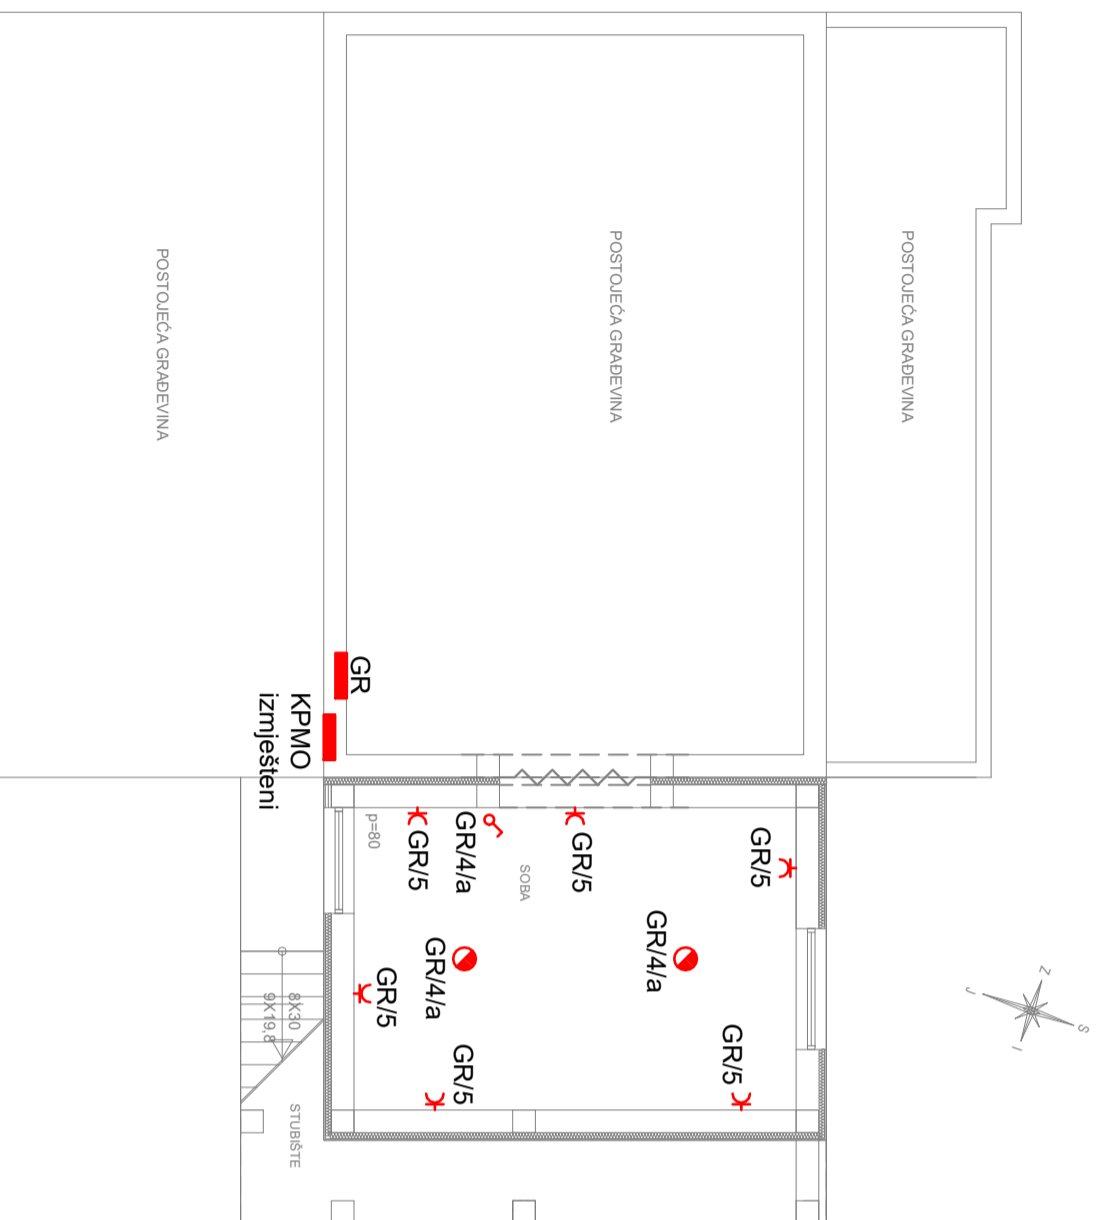 POSTOJEĆA GRAĐEVINA
POSTOJEĆA GRAĐEVINA
POSTOJEĆA GRAĐEVINA
GR
KPMO
izmješteni
p=80
GR/5
GR/4/a
GR/5
SOBA
GR/5
GR/4/a
GR/4/a
GR/5
GR/5
GR/5
8X30
9X19,8
STUBIŠTE
Z
J
S
I